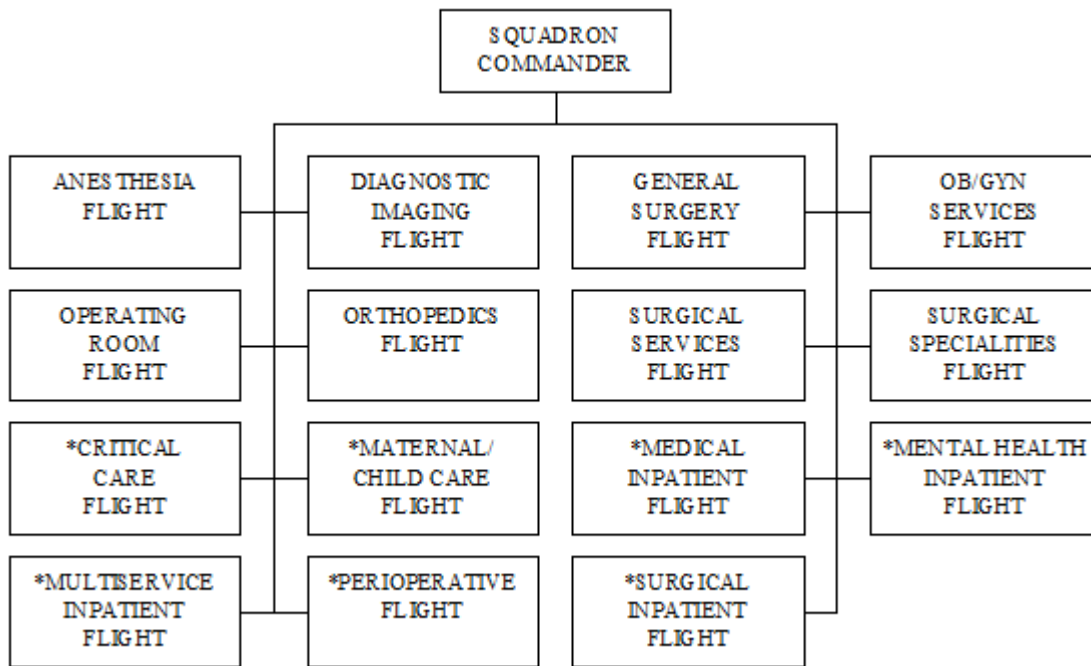 SQUADRON
COMMANDER
ANESTHESIA
FLIGHT
DIAGNOSTIC
IMAGING
FLIGHT
GENERAL
SURGERY
FLIGHT
OB/GYN
SERVICES
FLIGHT
OPERATING
ROOM
FLIGHT
ORTHOPEDICS
FLIGHT
SURGICAL
SERVICES
FLIGHT
SURGICAL
SPECIALITIES
FLIGHT
*CRITICAL
CARE
FLIGHT
*MATERNAL/
CHILD CARE
FLIGHT
*MEDICAL
INPATIENT
FLIGHT
*MENTAL HEALTH
INPATIENT
FLIGHT
*MULTISERVICE
INPATIENT
FLIGHT
*PERIOPERATIVE
FLIGHT
*SURGICAL
INPATIENT
FLIGHT